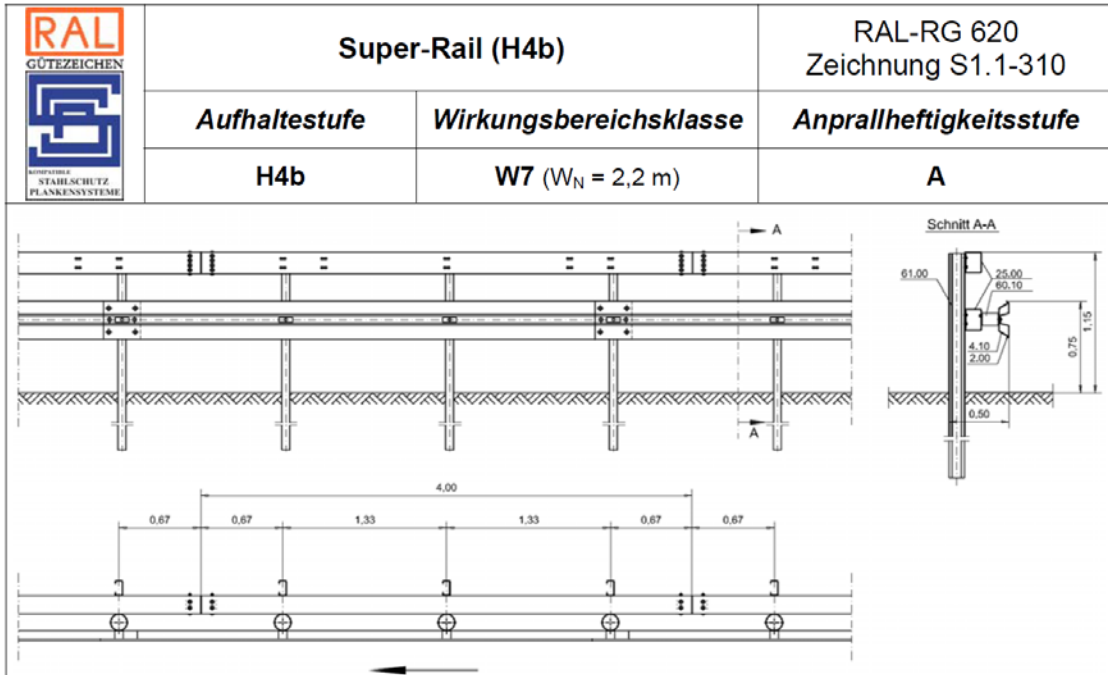 RAL
GÜTEZEICHEN
KOMPATIBLE
STAHLSCHUTZ
PLANKENSYSTEME
Super-Rail (H4b)
RAL-RG 620
Zeichnung S1.1-310
Aufhaltestufe
Wirkungsbereichsklasse
Anprallheftigkeitsstufe
H4b
W7 (WN = 2,2 m)
A
A
A
Schnitt A-A
61.00
25.00
60.10
4.10
2.00
0,75
1,15
0,50
4,00
0,67
0,67
1,33
1,33
0,67
0,67